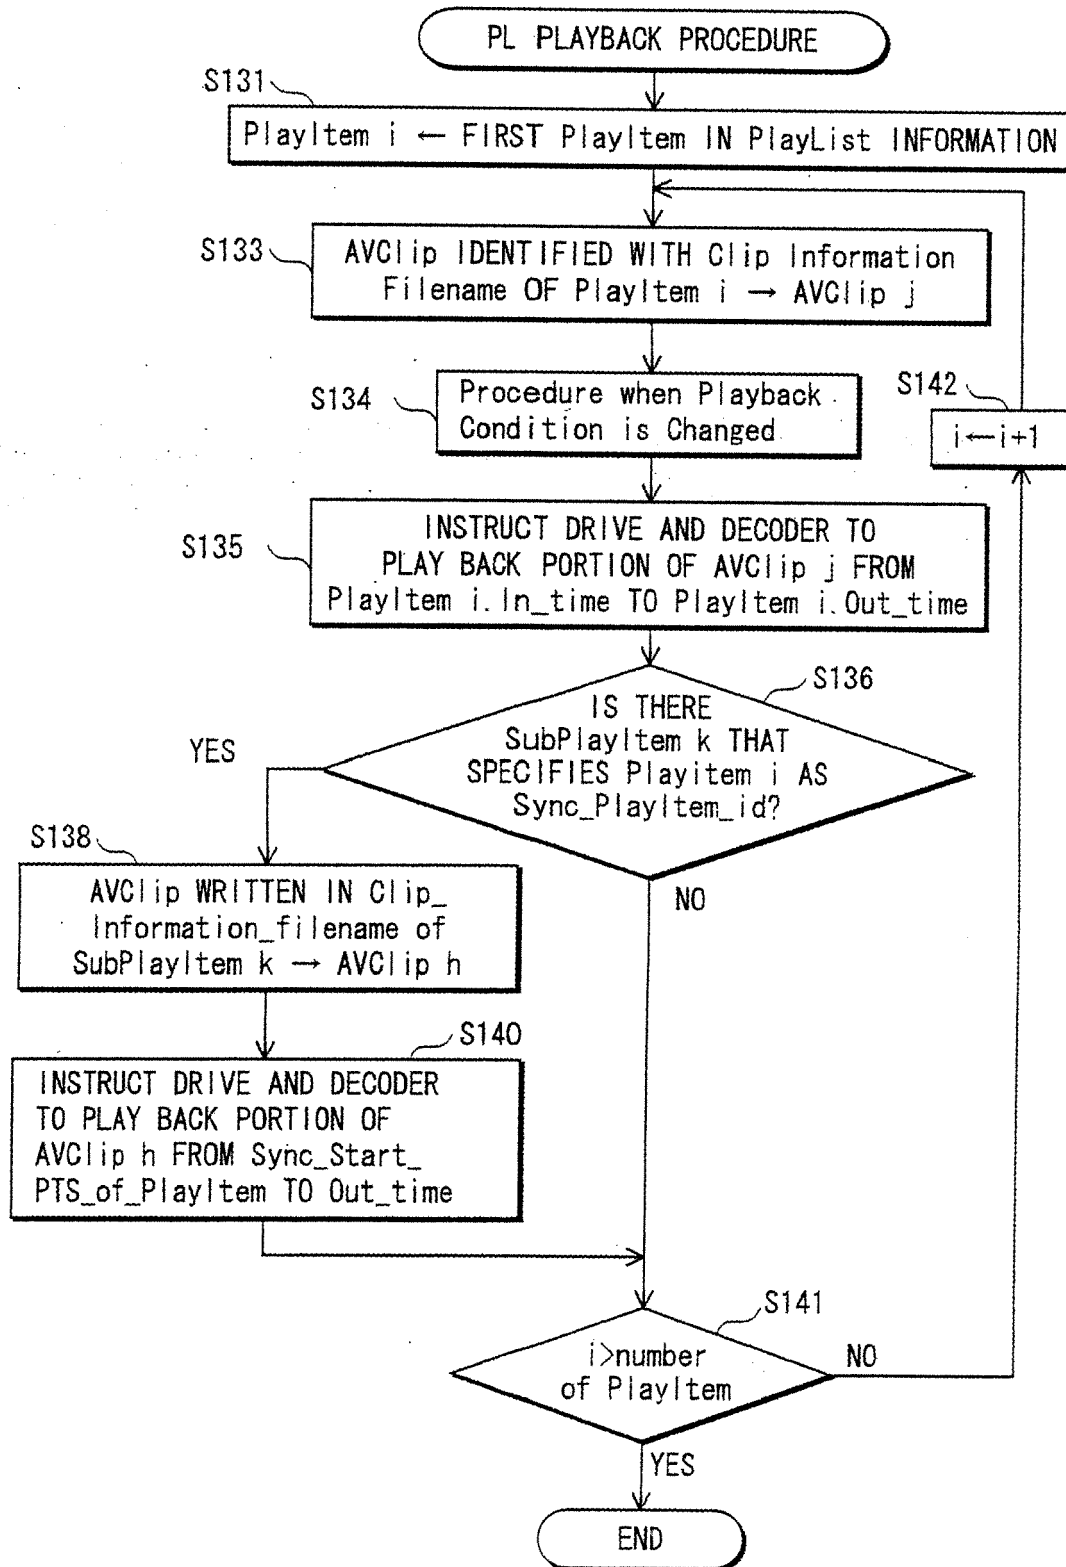 PL PLAYBACK PROCEDURE
S131
PlayItem i ← FIRST PlayItem IN PlayList INFORMATION
S133
AVClip IDENTIFIED WITH Clip Information
Filename OF PlayItem i → AVClip j
S134
Procedure when Playback
Condition is Changed
S142
i←i+1
S135
INSTRUCT DRIVE AND DECODER TO
PLAY BACK PORTION OF AVClip j FROM
PlayItem i.In_time TO PlayItem i.Out_time
S136
IS THERE
SubPlayItem k THAT
SPECIFIES Playitem i AS
Sync_PlayItem_id?
YES
NO
S138
AVClip WRITTEN IN Clip_
Information_filename of
SubPlayItem k → AVClip h
S140
INSTRUCT DRIVE AND DECODER
TO PLAY BACK PORTION OF
AVClip h FROM Sync_Start_
PTS_of_PlayItem TO Out_time
S141
i>number
of PlayItem
NO
YES
END